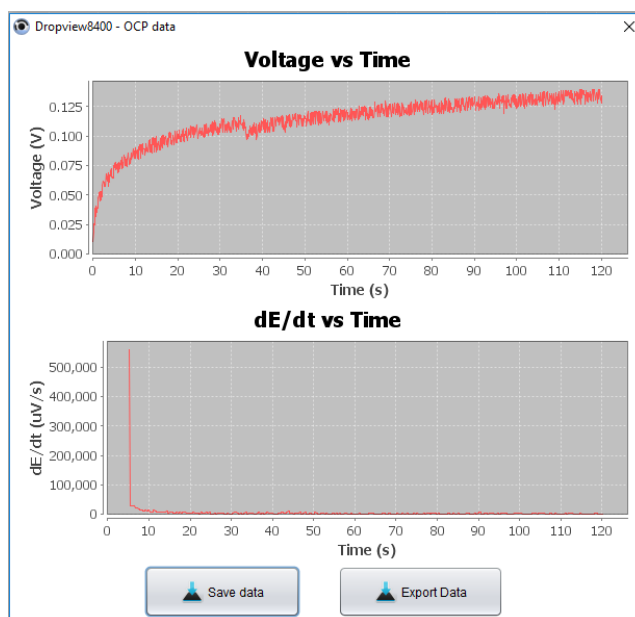 Dropview8400 - OCP data
Voltage vs Time
Voltage (V)
0.125
0.100
0.075
0.050
0.025
0.000
0 10 20 30 40 50 60 70 80 90 100 110 120
Time (s)
dE/dt vs Time
dE/dt (uV/s)
500,000
400,000
300,000
200,000
100,000
0
0 10 20 30 40 50 60 70 80 90 100 110 120
Time (s)
Save data
Export Data